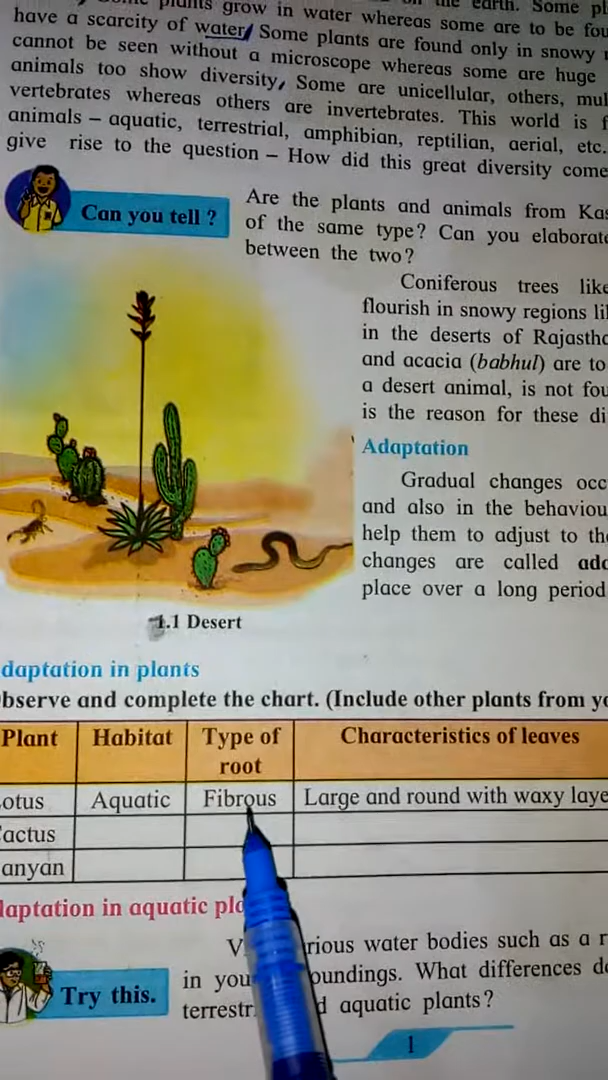 plants grow in water whereas some are to be
have a scarcity of water, Some plants are found only in snowy
cannot be seen without a microscope whereas some are huge
animals too show diversity, Some are unicellular, others, mul
vertebrates whereas others are invertebrates. This world is f
animals – aquatic, terrestrial, amphibian, reptilian, aerial, etc.
give rise to the question – How did this great diversity come
Can you tell ?
Are the plants and animals from Kas
of the same type? Can you elaborate
between the two?
Coniferous trees like
flourish in snowy regions li
in the deserts of Rajastha
and acacia (babhul) are to
a desert animal, is not fou
is the reason for these di
Adaptation
Gradual changes occ
and also in the behaviou
help them to adjust to the
changes are called ada
place over a long period
1.1 Desert
daptation in plants
bserve and complete the chart. (Include other plants from yo
Plant Habitat Type of root Characteristics of leaves
otus Aquatic Fibrous Large and round with waxy laye
actus
anyan
laptation in aquatic pla
V rious water bodies such as a r
Try this.
in you oundings. What differences do
terrestr d aquatic plants?
1